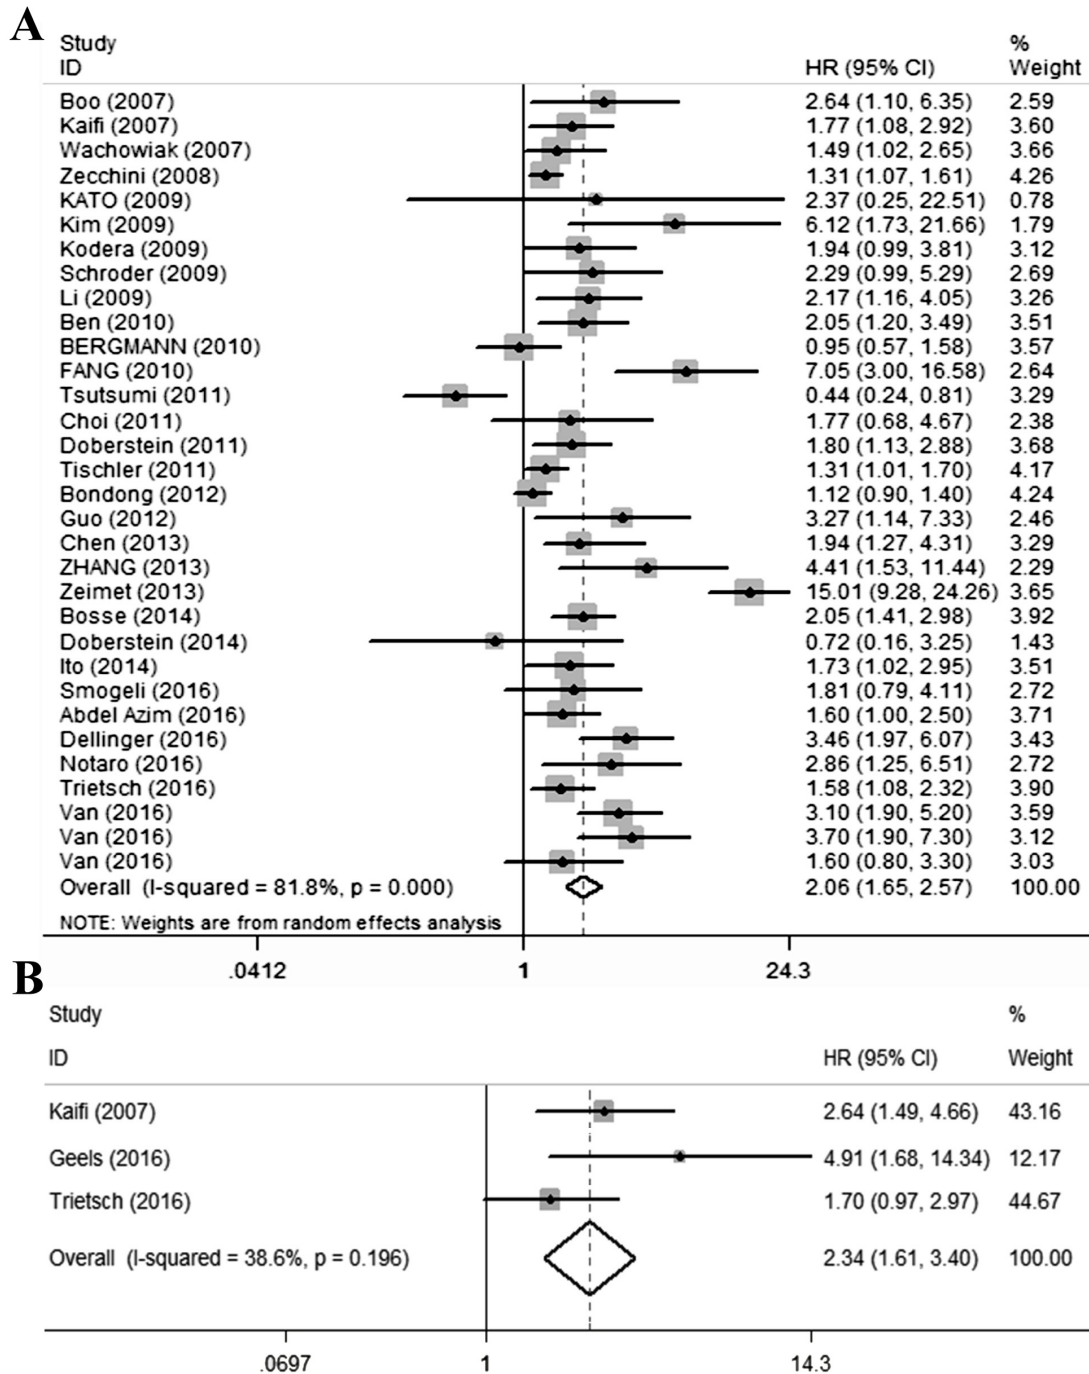 A
Study %
ID HR (95% CI) Weight
Boo (2007) 2.64 (1.10, 6.35) 2.59
Kaifi (2007) 1.77 (1.08, 2.92) 3.60
Wachowiak (2007) 1.49 (1.02, 2.65) 3.66
Zecchini (2008) 1.31 (1.07, 1.61) 4.26
KATO (2009) 2.37 (0.25, 22.51) 0.78
Kim (2009) 6.12 (1.73, 21.66) 1.79
Kodera (2009) 1.94 (0.99, 3.81) 3.12
Schroder (2009) 2.29 (0.99, 5.29) 2.69
Li (2009) 2.17 (1.16, 4.05) 3.26
Ben (2010) 2.05 (1.20, 3.49) 3.51
BERGMANN (2010) 0.95 (0.57, 1.58) 3.57
FANG (2010) 7.05 (3.00, 16.58) 2.64
Tsutsumi (2011) 0.44 (0.24, 0.81) 3.29
Choi (2011) 1.77 (0.68, 4.67) 2.38
Doberstein (2011) 1.80 (1.13, 2.88) 3.68
Tischler (2011) 1.31 (1.01, 1.70) 4.17
Bondong (2012) 1.12 (0.90, 1.40) 4.24
Guo (2012) 3.27 (1.14, 7.33) 2.46
Chen (2013) 1.94 (1.27, 4.31) 3.29
ZHANG (2013) 4.41 (1.53, 11.44) 2.29
Zeimet (2013) 15.01 (9.28, 24.26) 3.65
Bosse (2014) 2.05 (1.41, 2.98) 3.92
Doberstein (2014) 0.72 (0.16, 3.25) 1.43
Ito (2014) 1.73 (1.02, 2.95) 3.51
Smogeli (2016) 1.81 (0.79, 4.11) 2.72
Abdel Azim (2016) 1.60 (1.00, 2.50) 3.71
Dellinger (2016) 3.46 (1.97, 6.07) 3.43
Notaro (2016) 2.86 (1.25, 6.51) 2.72
Trietsch (2016) 1.58 (1.08, 2.32) 3.90
Van (2016) 3.10 (1.90, 5.20) 3.59
Van (2016) 3.70 (1.90, 7.30) 3.12
Van (2016) 1.60 (0.80, 3.30) 3.03
Overall (I-squared = 81.8%, p = 0.000) 2.06 (1.65, 2.57) 100.00
NOTE: Weights are from random effects analysis
.0412 1 24.3
B
Study %
ID HR (95% CI) Weight
Kaifi (2007) 2.64 (1.49, 4.66) 43.16
Geels (2016) 4.91 (1.68, 14.34) 12.17
Trietsch (2016) 1.70 (0.97, 2.97) 44.67
Overall (I-squared = 38.6%, p = 0.196) 2.34 (1.61, 3.40) 100.00
.0697 1 14.3